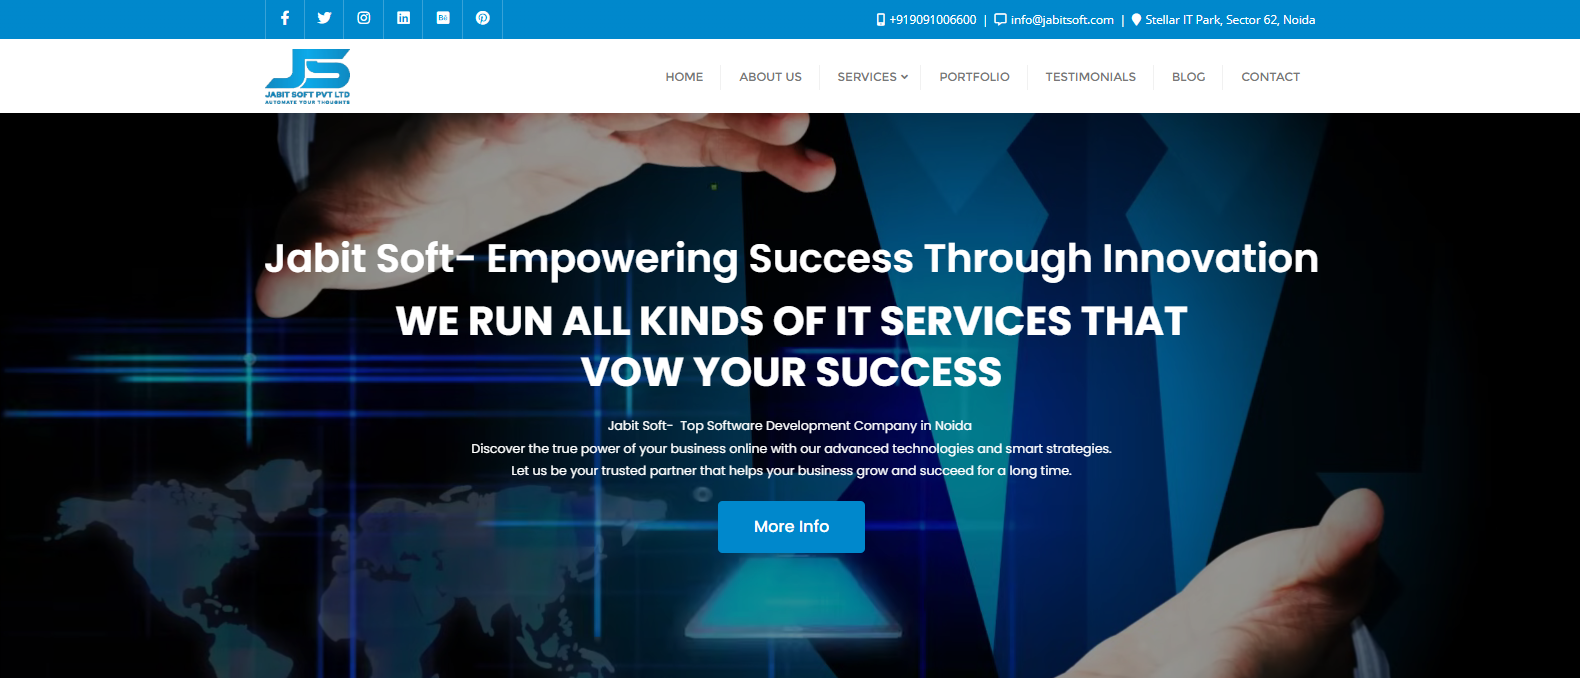 +919091006600 | info@jabitsoft.com | Stellar IT Park, Sector 62, Noida
JS
JABIT SOFT PVT LTD
AUTOMATE YOUR THOUGHTS
HOME ABOUT US SERVICES PORTFOLIO TESTIMONIALS BLOG CONTACT
Jabit Soft- Empowering Success Through Innovation
WE RUN ALL KINDS OF IT SERVICES THAT
VOW YOUR SUCCESS
Jabit Soft- Top Software Development Company in Noida
Discover the true power of your business online with our advanced technologies and smart strategies.
Let us be your trusted partner that helps your business grow and succeed for a long time.
More Info